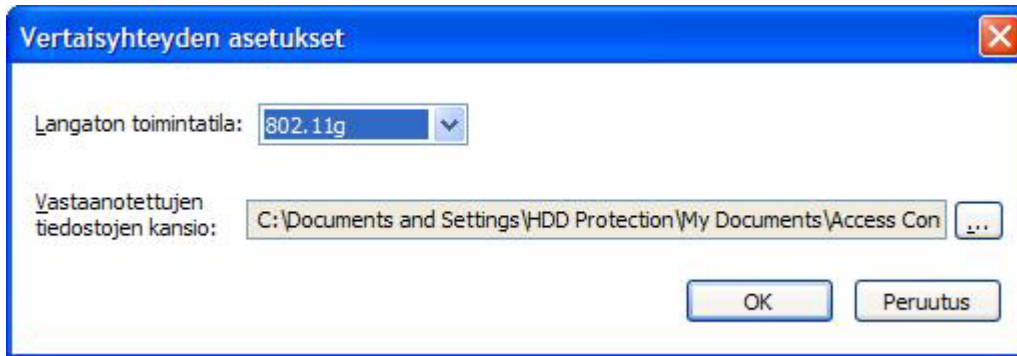 Vertaisyhteyden asetukset
Langaton toimintatila: 802.11g
Vastaanotettujen
tiedostojen kansio: C:\Documents and Settings\HDD Protection\My Documents\Access Con ...
OK Peruutus